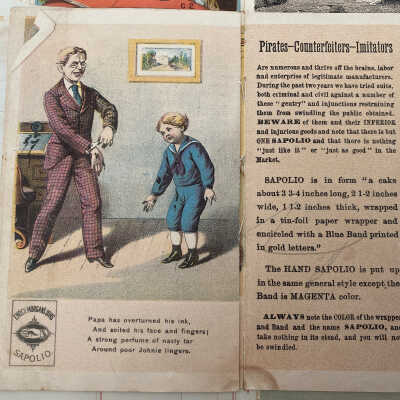 C 2
ENOCH MORGAN'S SONS
SAPOLIO
Papa has overturned his ink,
And soiled his face and fingers;
A strong perfume of nasty tar
Around poor Johnie lingers.
Pirates—Counterfeiters—Imitators
Are numerous and thrive off the brains, labor
and enterprise of legitimate manufacturers.
During the past two years we have tried suits,
both criminal and civil against a number of
these "gentry" and injunctions restraining
them from swindling the public obtained.
BEWARE of them and their INFERIOR
and injurious goods and note that there is but
ONE SAPOLIO and that there is nothing
"just like it" or "just as good" in the
Market.
SAPOLIO is in form "a cake
about 3 3-4 inches long, 2 1-2 inches
wide, 1 1-2 inches thick, wrapped
in a tin-foil paper wrapper and
encircled with a Blue Band printed
in gold letters."
The HAND SAPOLIO is put up
in the same general style except the
Band is MAGENTA color.
ALWAYS note the COLOR of the wrapper
and Band and the name SAPOLIO, and
take nothing in its stead, and you will not
be swindled.